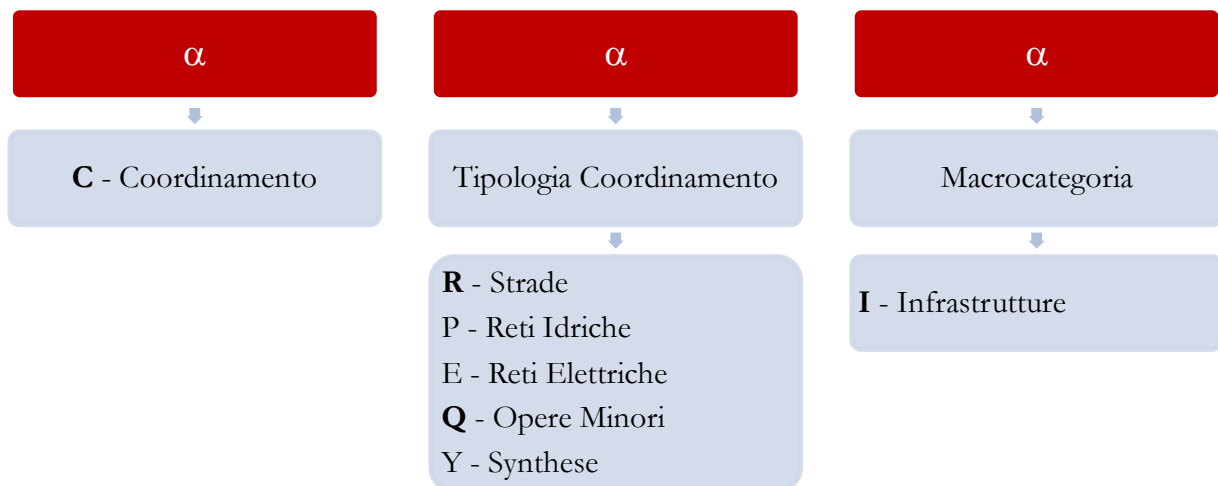 α
α
α
C - Coordinamento
Tipologia Coordinamento
Macrocategoria
R - Strade
P - Reti Idriche
E - Reti Elettriche
Q - Opere Minori
Y - Synthese
I - Infrastrutture